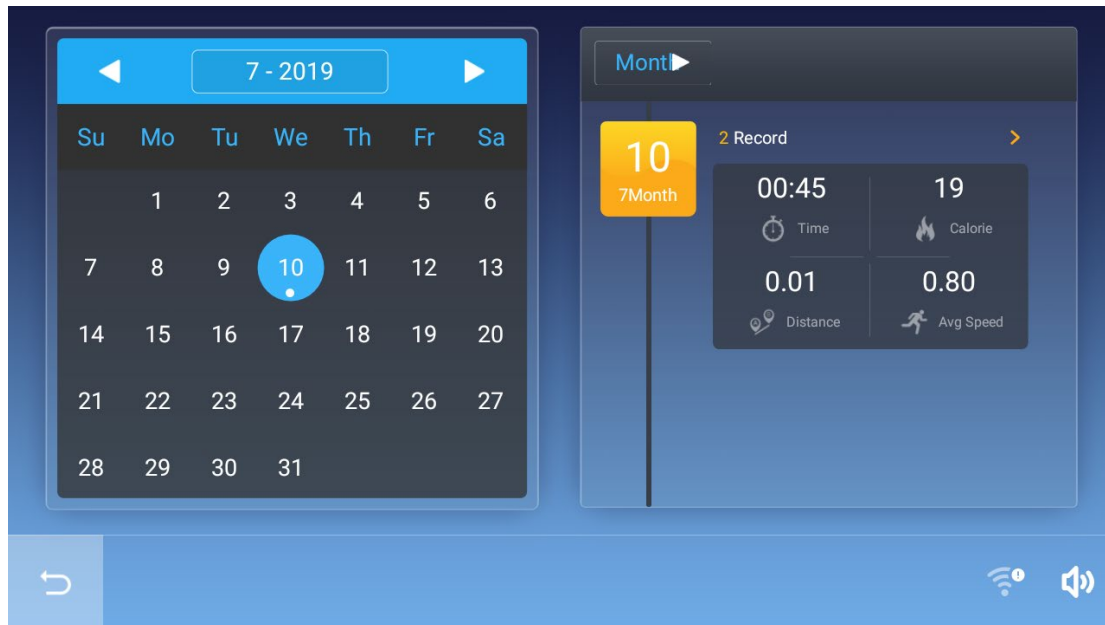 7 - 2019
Su Mo Tu We Th Fr Sa
1 2 3 4 5 6
7 8 9 10 11 12 13
14 15 16 17 18 19 20
21 22 23 24 25 26 27
28 29 30 31
Month
10
7Month
2 Record
00:45 19
Time Calorie
0.01 0.80
Distance Avg Speed